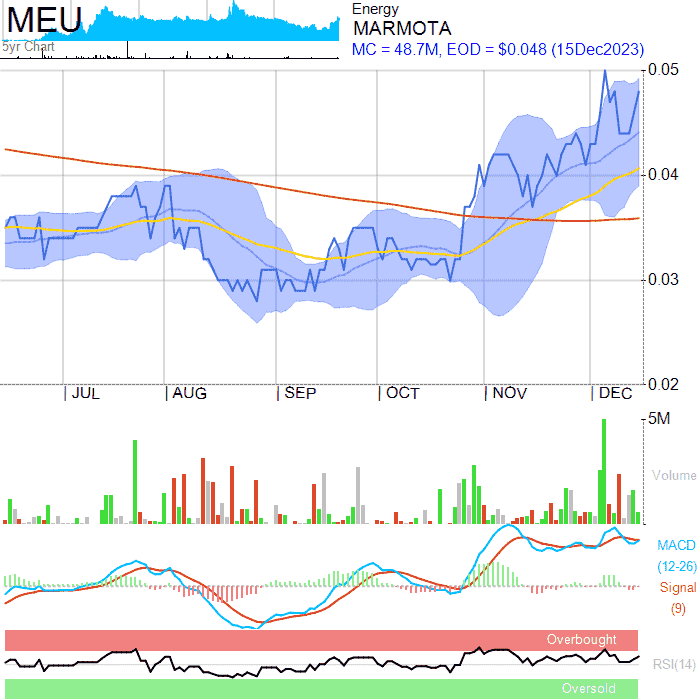 MEU
5yr Chart
Energy
MARMOTA
MC = 48.7M, EOD = $0.048 (15Dec2023)
0.05
0.04
0.03
0.02
JUL AUG SEP OCT NOV DEC
5M
Volume
MACD
(12-26)
Signal
(9)
Overbought
RSI(14)
Oversold